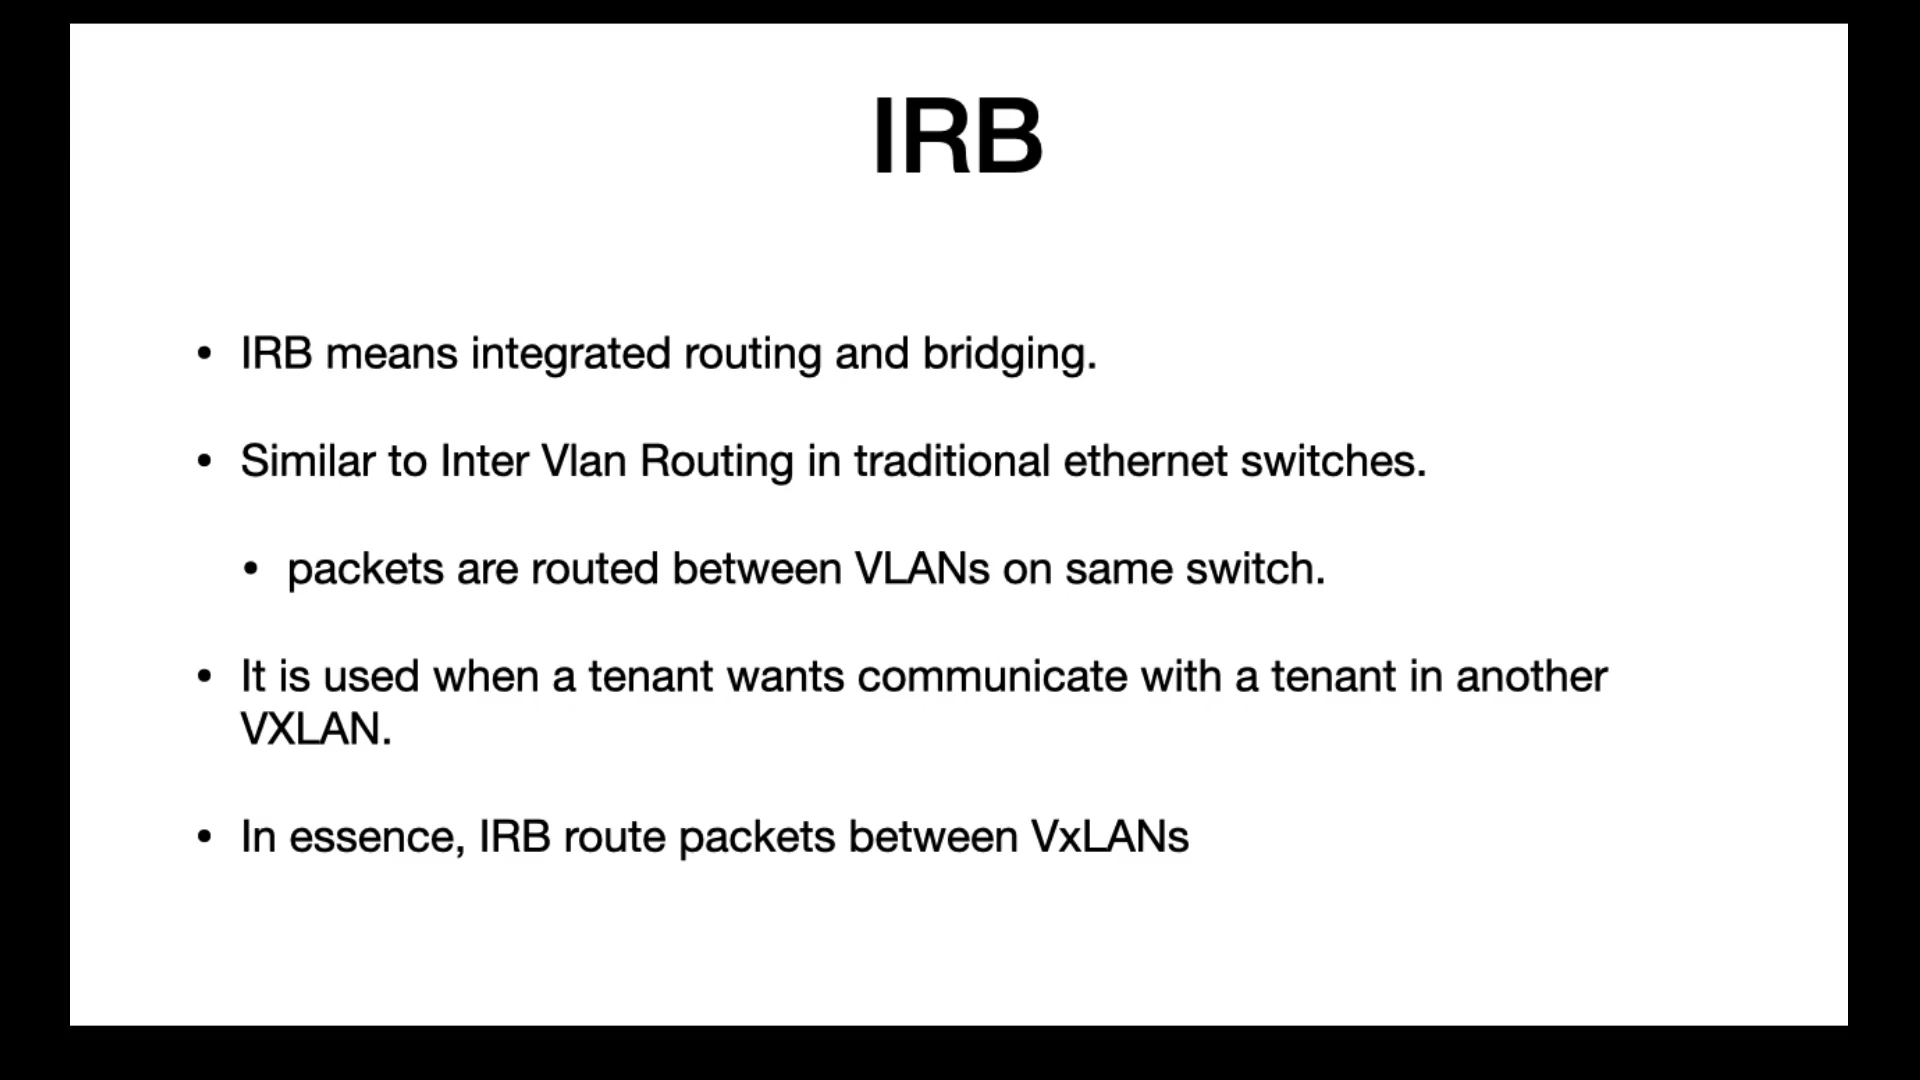 IRB
• IRB means integrated routing and bridging.
• Similar to Inter Vlan Routing in traditional ethernet switches.
• packets are routed between VLANs on same switch.
• It is used when a tenant wants communicate with a tenant in another
VXLAN.
• In essence, IRB route packets between VxLANs